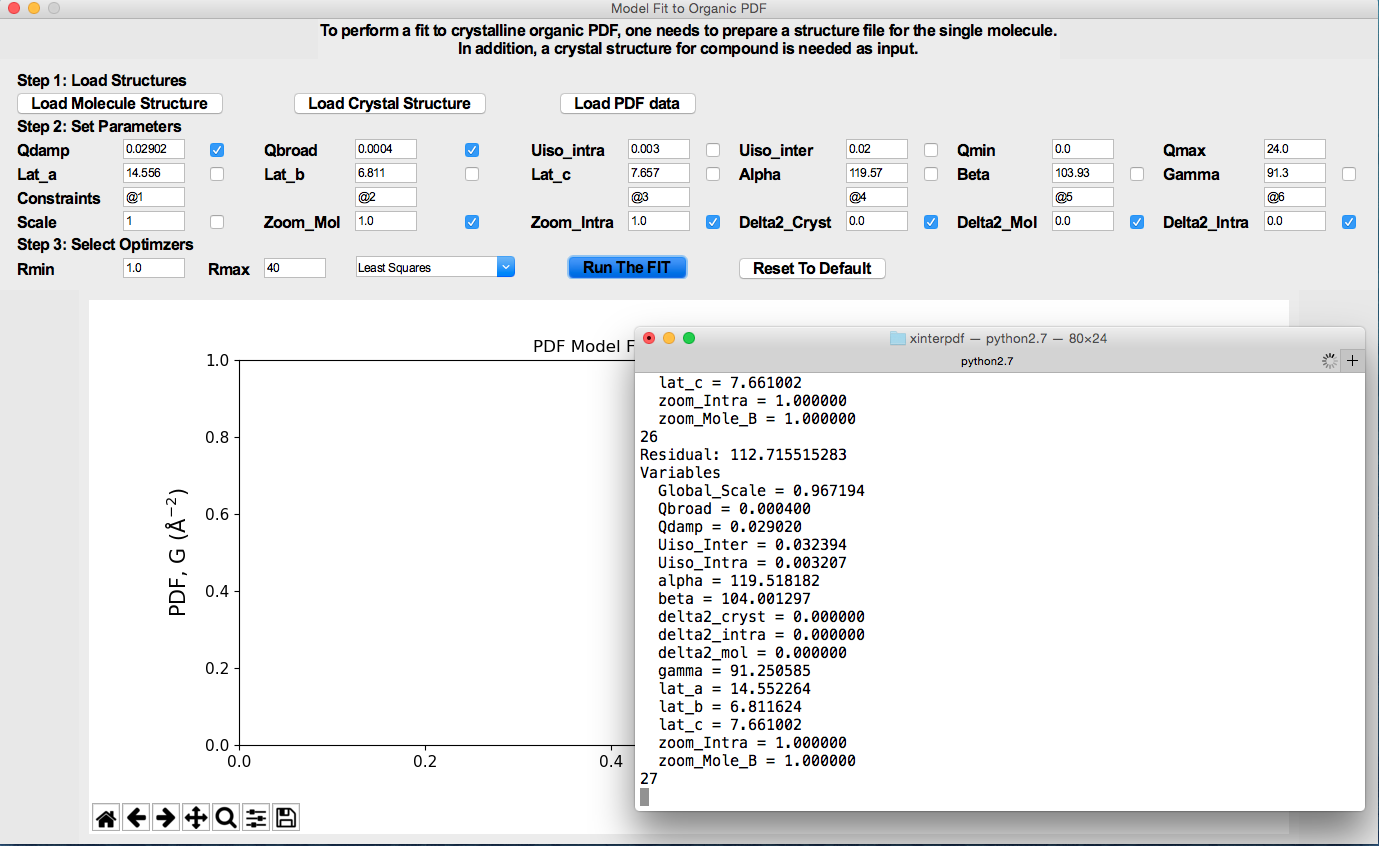 Model Fit to Organic PDF
To perform a fit to crystalline organic PDF, one needs to prepare a structure file for the single molecule.
In addition, a crystal structure for compound is needed as input.
Step 1: Load Structures
Load Molecule Structure Load Crystal Structure Load PDF data
Step 2: Set Parameters
Qdamp 0.02902 Qbroad 0.0004 Uiso_intra 0.003 Uiso_inter 0.02 Qmin 0.0 Qmax 24.0
Lat_a 14.556 Lat_b 6.811 Lat_c 7.657 Alpha 119.57 Beta 103.93 Gamma 91.3
Constraints @1 @2 @3 @4 @5 @6
Scale 1 Zoom_Mol 1.0 Zoom_Intra 1.0 Delta2_Cryst 0.0 Delta2_Mol 0.0 Delta2_Intra 0.0
Step 3: Select Optimzers
Rmin 1.0 Rmax 40 Least Squares Run The FIT Reset To Default
PDF Model F
1.0
0.8
0.6
0.4
0.2
0.0
PDF, G (Å⁻²)
0.0 0.2 0.4
xinterpdf — python2.7 — 80×24
python2.7
lat_c = 7.661002
zoom_Intra = 1.000000
zoom_Mole_B = 1.000000
26
Residual: 112.715515283
Variables
Global_Scale = 0.967194
Qbroad = 0.000400
Qdamp = 0.029020
Uiso_Inter = 0.032394
Uiso_Intra = 0.003207
alpha = 119.518182
beta = 104.001297
delta2_cryst = 0.000000
delta2_intra = 0.000000
delta2_mol = 0.000000
gamma = 91.250585
lat_a = 14.552264
lat_b = 6.811624
lat_c = 7.661002
zoom_Intra = 1.000000
zoom_Mole_B = 1.000000
27